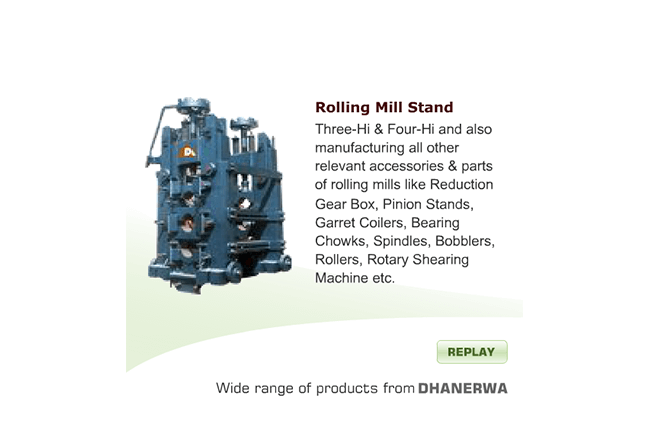 Rolling Mill Stand
Three-Hi & Four-Hi and also
manufacturing all other
relevant accessories & parts
of rolling mills like Reduction
Gear Box, Pinion Stands,
Garret Coilers, Bearing
Chowks, Spindles, Bobblers,
Rollers, Rotary Shearing
Machine etc.
REPLAY
Wide range of products from DHANERWA